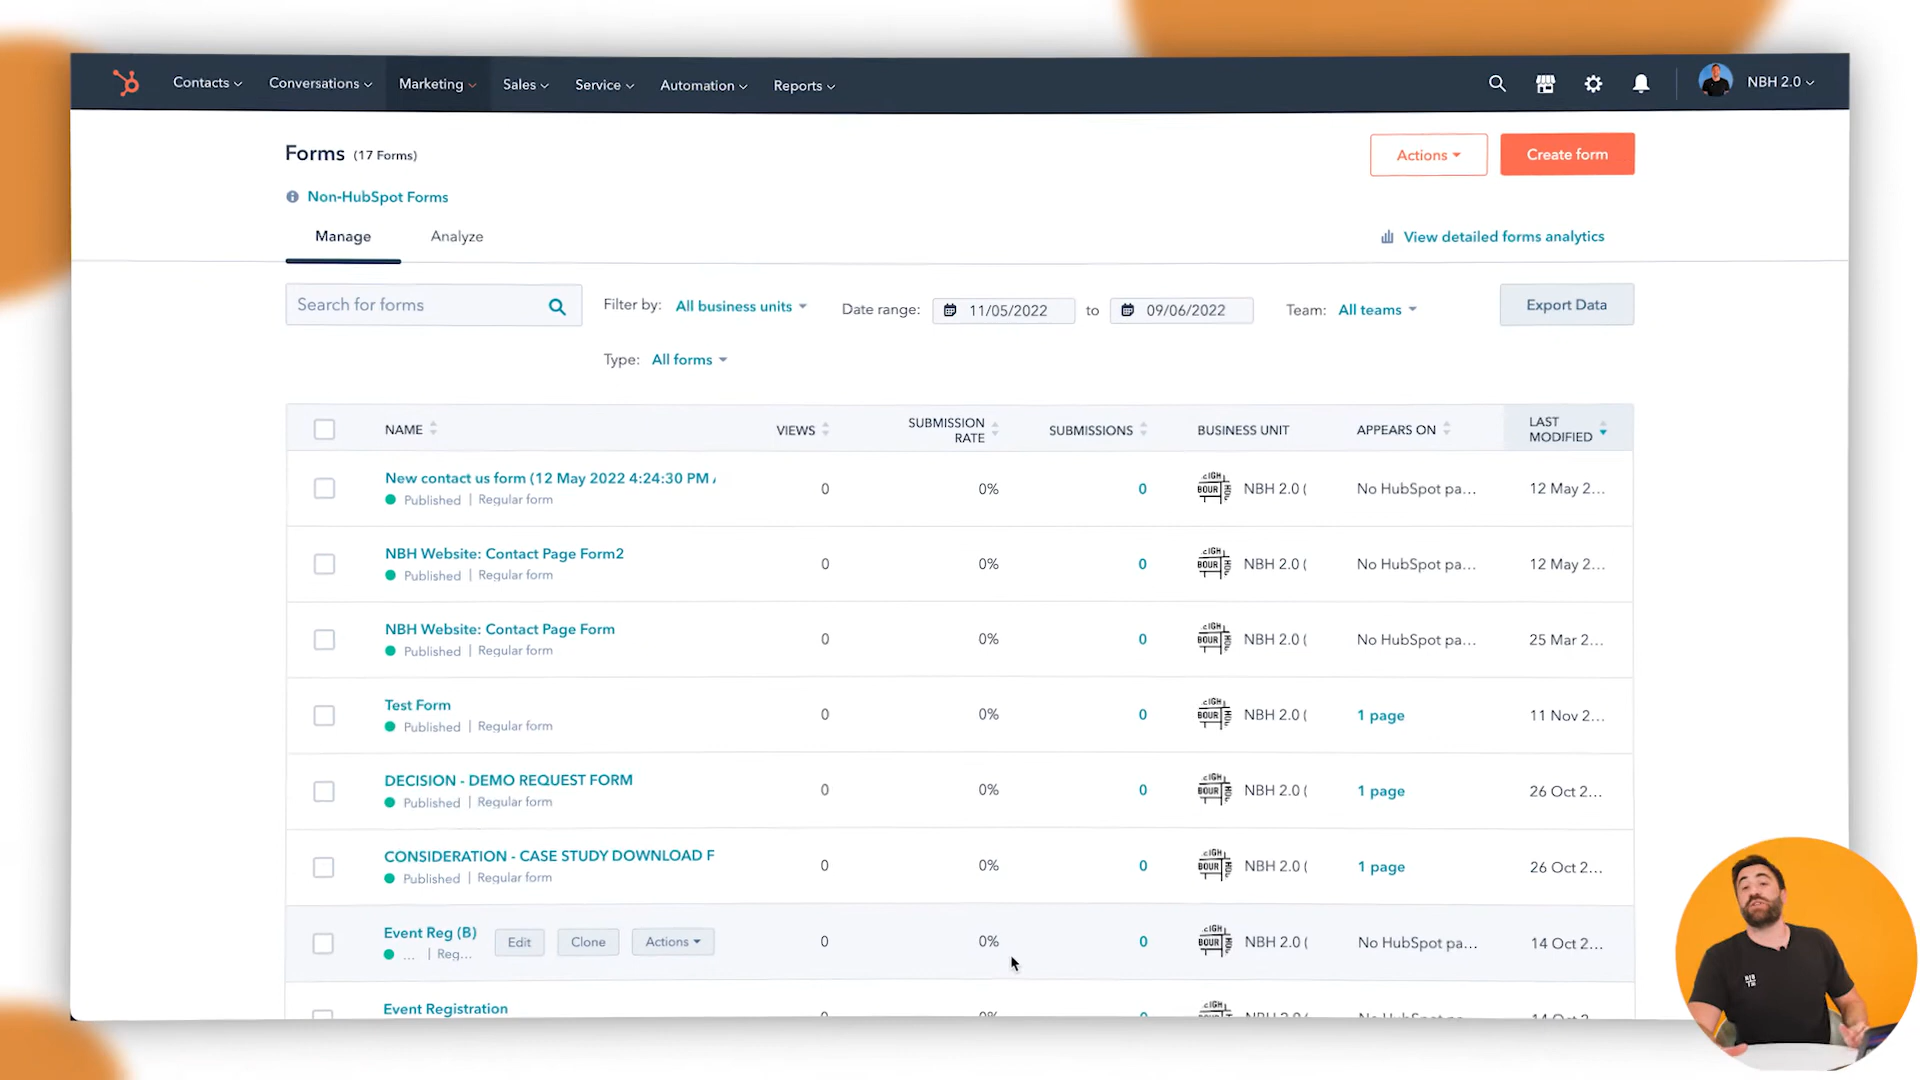 Contacts Conversations Marketing Sales Service Automation Reports NBH 2.0
Forms (17 Forms) Actions Create form
Non-HubSpot Forms
Manage Analyze View detailed forms analytics
Search for forms Filter by: All business units Date range: 11/05/2022 to 09/06/2022 Team: All teams Export Data
Type: All forms
NAME VIEWS SUBMISSION RATE SUBMISSIONS BUSINESS UNIT APPEARS ON LAST MODIFIED
New contact us form (12 May 2022 4:24:30 PM 0 0% 0 NBH 2.0 ( No HubSpot pa... 12 May 2...
Published | Regular form
NBH Website: Contact Page Form2 0 0% 0 NBH 2.0 ( No HubSpot pa... 12 May 2...
Published | Regular form
NBH Website: Contact Page Form 0 0% 0 NBH 2.0 ( No HubSpot pa... 25 Mar 2...
Published | Regular form
Test Form 0 0% 0 NBH 2.0 ( 1 page 11 Nov 2...
Published | Regular form
DECISION - DEMO REQUEST FORM 0 0% 0 NBH 2.0 ( 1 page 26 Oct 2...
Published | Regular form
CONSIDERATION - CASE STUDY DOWNLOAD F 0 0% 0 NBH 2.0 ( 1 page 26 Oct 2...
Published | Regular form
Event Reg (B) Edit Clone Actions 0 0% 0 NBH 2.0 ( No HubSpot pa... 14 Oct 2...
... | Reg...
Event Registration